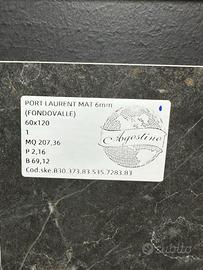 PORT LAURENT MAT 6mm
(FONDOVALLE)
60x120
1
MQ 207,36
P 2,16
B 69,12
Cod.ske.830.373.83.535.7283.83
Agostino
subito